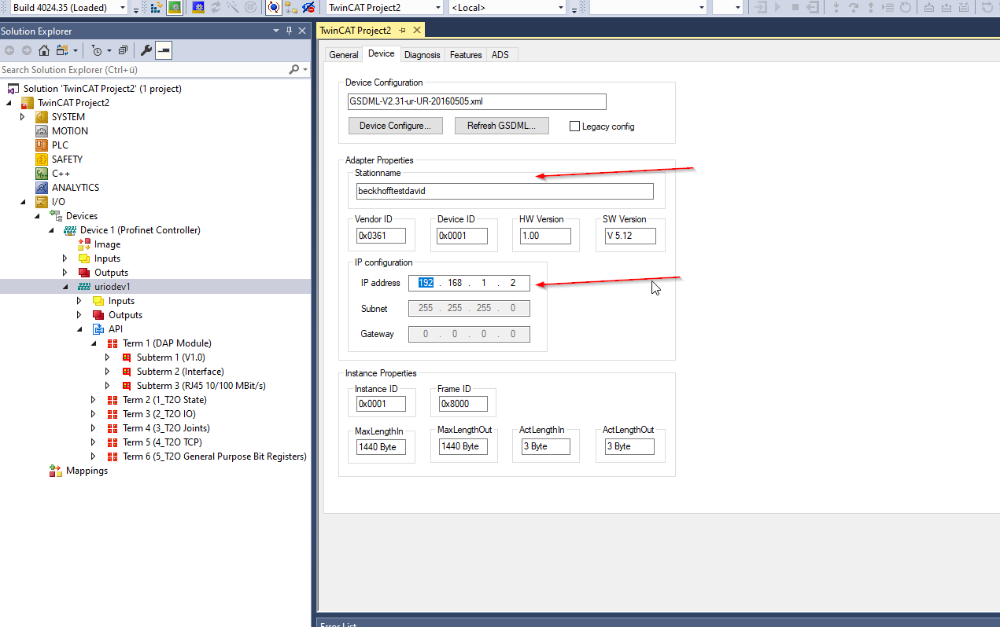 Build 4024.35 (Loaded)
TwinCAT Project2
<Local>
Solution Explorer
Search Solution Explorer (Ctrl+ü)
Solution 'TwinCAT Project2' (1 project)
TwinCAT Project2
SYSTEM
MOTION
PLC
SAFETY
C++
ANALYTICS
I/O
Devices
Device 1 (Profinet Controller)
Image
Inputs
Outputs
uriodev1
Inputs
Outputs
API
Term 1 (DAP Module)
Subterm 1 (V1.0)
Subterm 2 (Interface)
Subterm 3 (RJ45 10/100 MBit/s)
Term 2 (1_T2O State)
Term 3 (2_T2O IO)
Term 4 (3_T2O Joints)
Term 5 (4_T2O TCP)
Term 6 (5_T2O General Purpose Bit Registers)
Mappings
TwinCAT Project2
General Device Diagnosis Features ADS
Device Configuration
GSDML-V2.31-ur-UR-20160505.xml
Device Configure... Refresh GSDML... Legacy config
Adapter Properties
Stationname
beckhofftestdavid
Vendor ID Device ID HW Version SW Version
0x0361 0x0001 1.00 V 5.12
IP configuration
IP address 192 . 168 . 1 . 2
Subnet 255 . 255 . 255 . 0
Gateway 0 . 0 . 0 . 0
Instance Properties
Instance ID Frame ID
0x0001 0x8000
MaxLengthIn MaxLengthOut ActLengthIn ActLengthOut
1440 Byte 1440 Byte 3 Byte 3 Byte
Error List